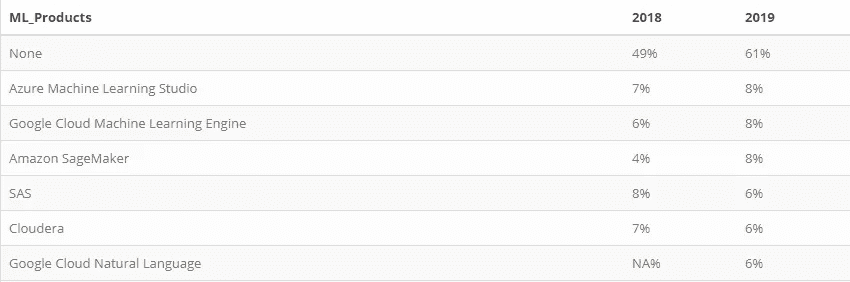 ML_Products 2018 2019
None 49% 61%
Azure Machine Learning Studio 7% 8%
Google Cloud Machine Learning Engine 6% 8%
Amazon SageMaker 4% 8%
SAS 8% 6%
Cloudera 7% 6%
Google Cloud Natural Language NA% 6%